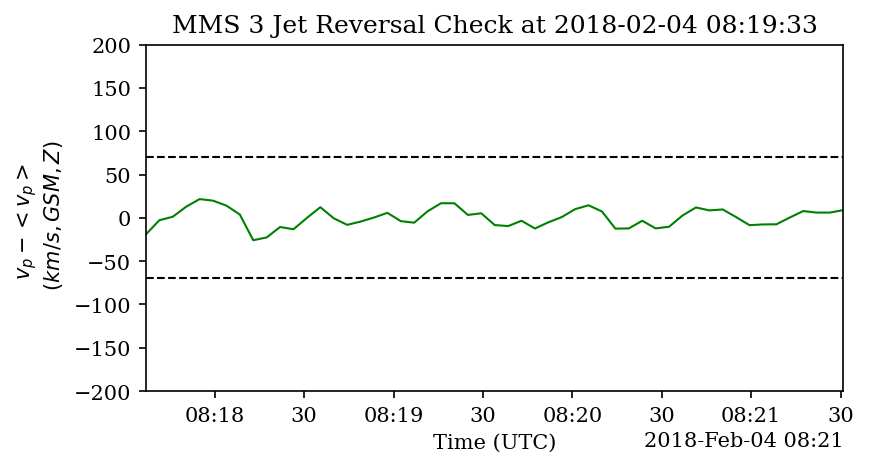 MMS 3 Jet Reversal Check at 2018-02-04 08:19:33
200
150
100
50
0
−50
−100
−150
−200
v_p − < v_p >
(km/s, GSM, Z)
08:18 30 08:19 30 08:20 30 08:21 30
Time (UTC) 2018-Feb-04 08:21